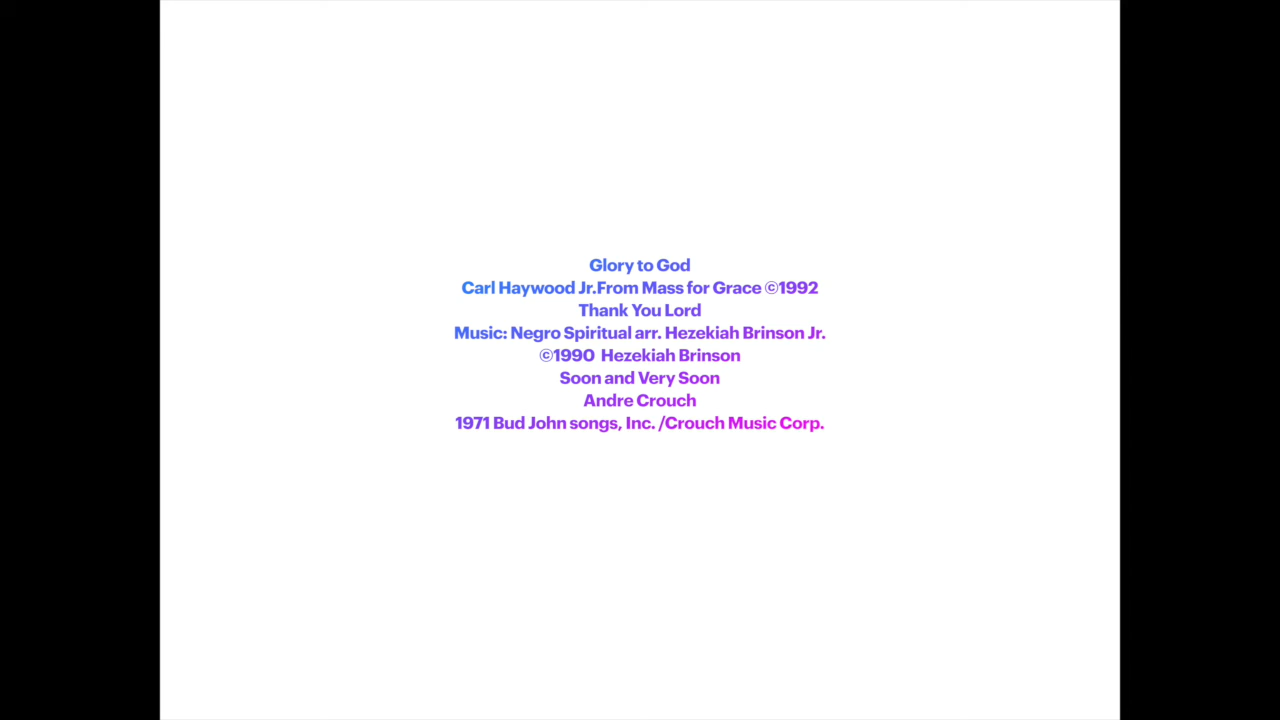 Glory to God
Carl Haywood Jr.From Mass for Grace ©1992
Thank You Lord
Music: Negro Spiritual arr. Hezekiah Brinson Jr.
©1990  Hezekiah Brinson
Soon and Very Soon
Andre Crouch
1971 Bud John songs, Inc. /Crouch Music Corp.